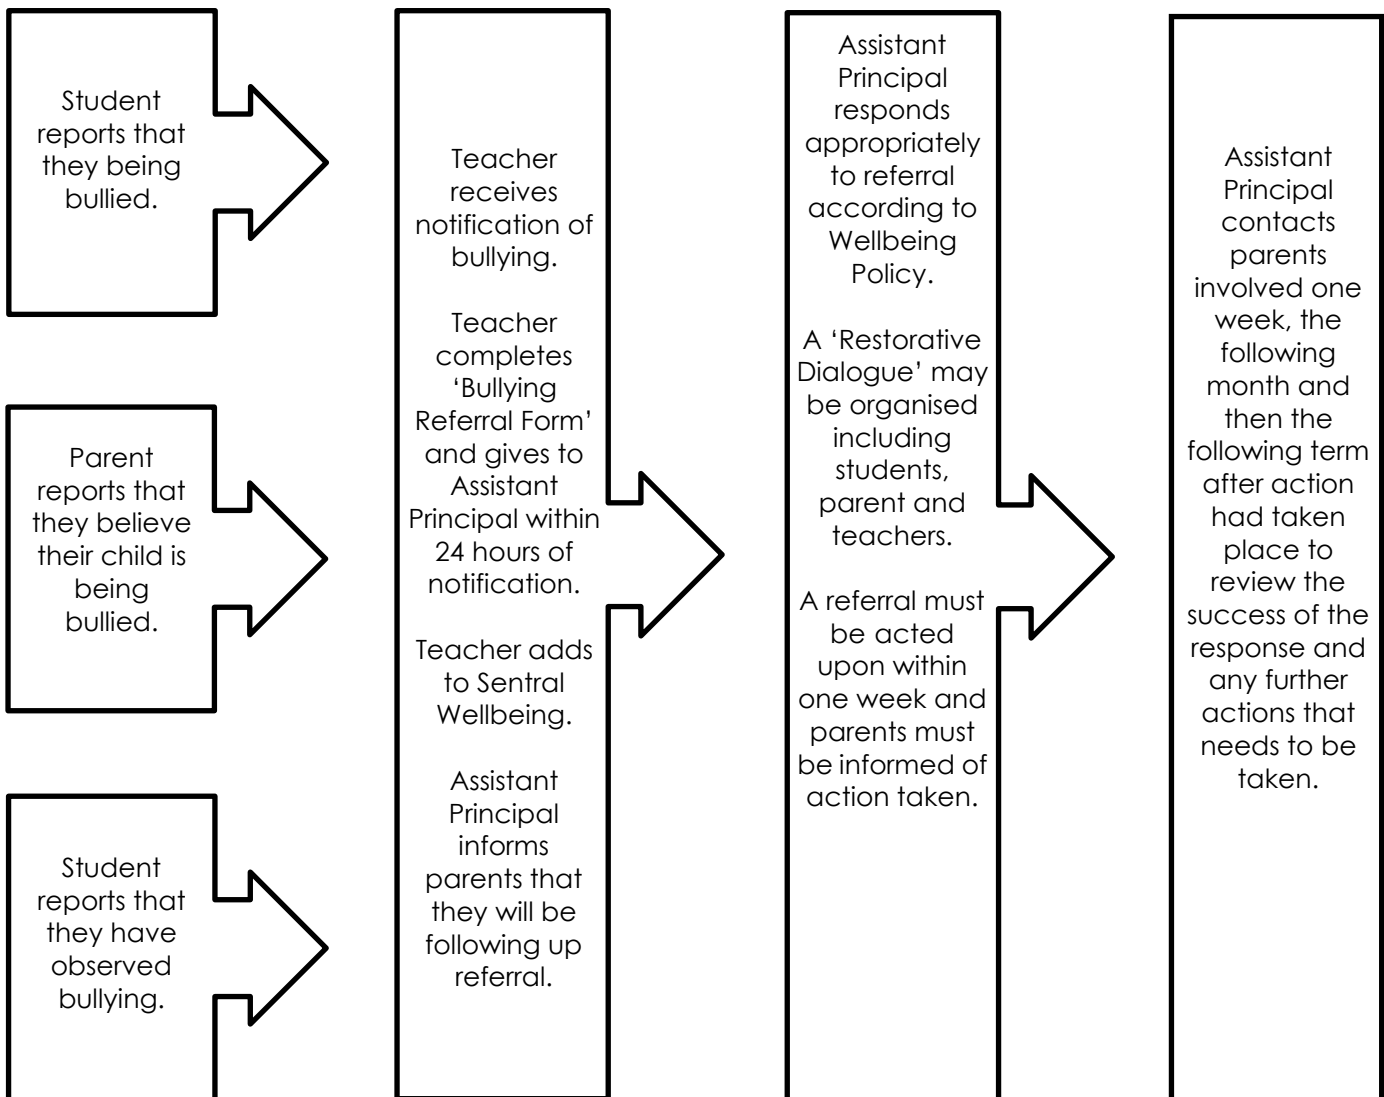 Student
reports that
they being
bullied.
Parent
reports that
they believe
their child is
being
bullied.
Student
reports that
they have
observed
bullying.
Teacher
receives
notification of
bullying.
Teacher
completes
‘Bullying
Referral Form’
and gives to
Assistant
Principal within
24 hours of
notification.
Teacher adds
to Sentral
Wellbeing.
Assistant
Principal
informs
parents that
they will be
following up
referral.
Assistant
Principal
responds
appropriately
to referral
according to
Wellbeing
Policy.
A ‘Restorative
Dialogue’ may
be organised
including
students,
parent and
teachers.
A referral must
be acted
upon within
one week and
parents must
be informed of
action taken.
Assistant
Principal
contacts
parents
involved one
week, the
following
month and
then the
following term
after action
had taken
place to
review the
success of the
response and
any further
actions that
needs to be
taken.